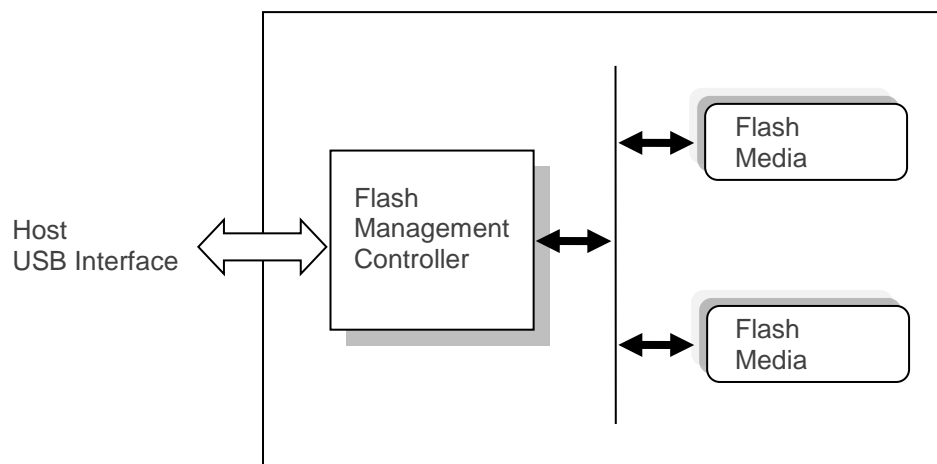 Host
USB Interface
Flash
Management
Controller
Flash
Media
Flash
Media